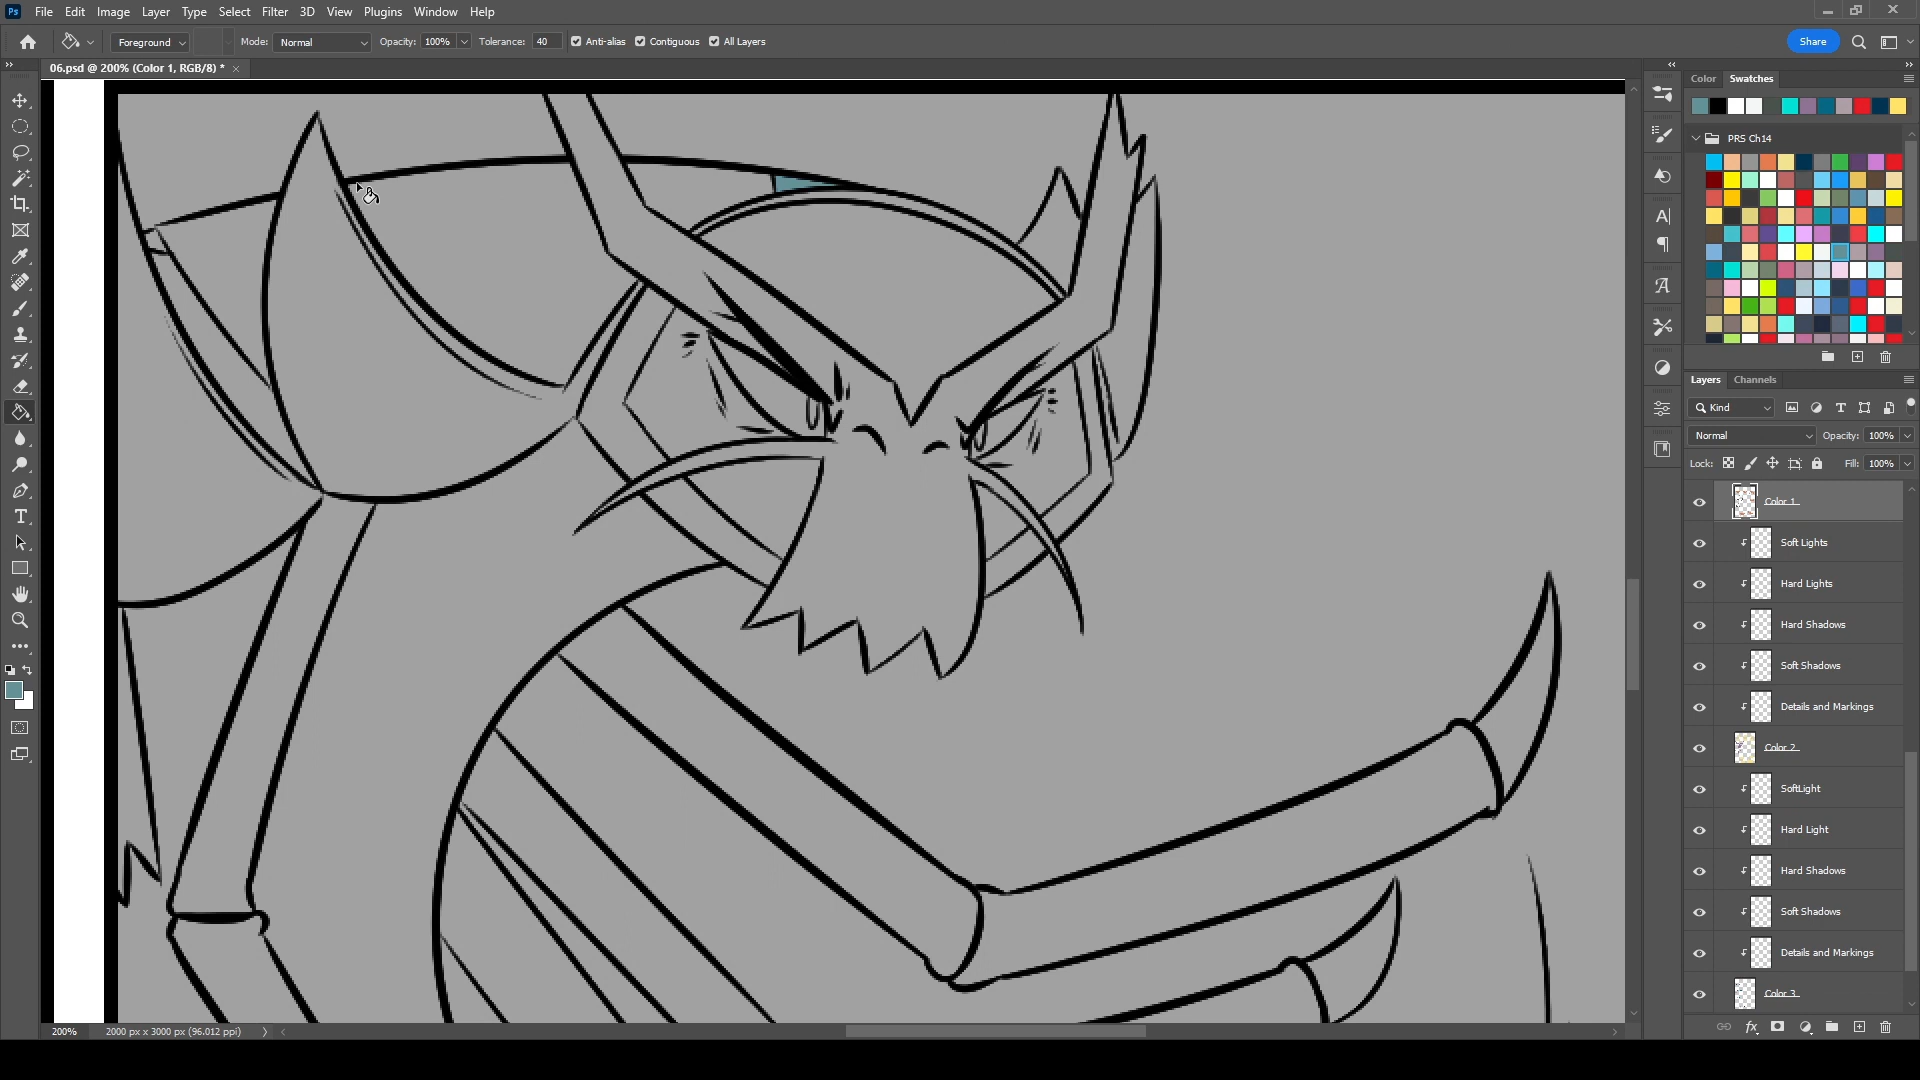 Ps File Edit Image Layer Type Select Filter 3D View Plugins Window Help
Foreground Mode: Normal Opacity: 100% Tolerance: 40 Anti-alias Contiguous All Layers Share
06.psd @ 200% (Color 1, RGB/8) *
Color Swatches
PRS Ch14
Layers Channels
Kind
Normal Opacity: 100%
Lock: Fill: 100%
Color 1
Soft Lights
Hard Lights
Hard Shadows
Soft Shadows
Details and Markings
Color 2
SoftLight
Hard Light
Hard Shadows
Soft Shadows
Details and Markings
Color 3
200% 2000 px x 3000 px (96.012 ppi)